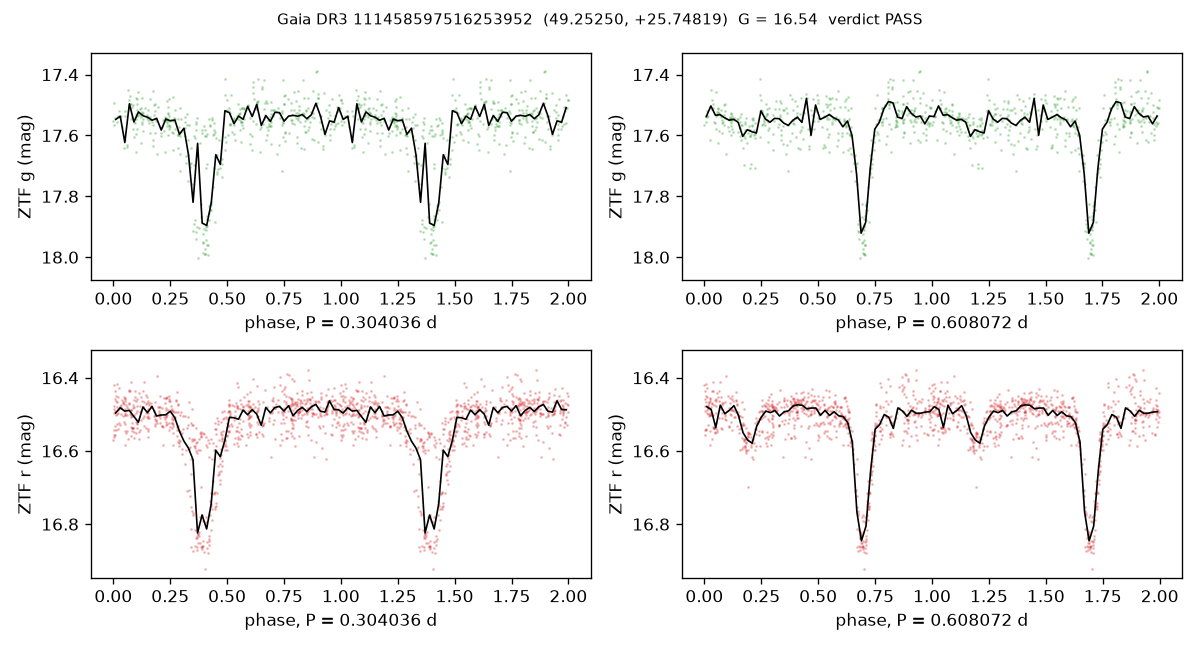 Gaia DR3 111458597516253952  (49.25250, +25.74819)  G = 16.54  verdict PASS
ZTF g (mag)
17.4
17.6
17.8
18.0
0.00 0.25 0.50 0.75 1.00 1.25 1.50 1.75 2.00
phase, P = 0.304036 d
ZTF g (mag)
17.4
17.6
17.8
18.0
0.00 0.25 0.50 0.75 1.00 1.25 1.50 1.75 2.00
phase, P = 0.608072 d
ZTF r (mag)
16.4
16.6
16.8
0.00 0.25 0.50 0.75 1.00 1.25 1.50 1.75 2.00
phase, P = 0.304036 d
ZTF r (mag)
16.4
16.6
16.8
0.00 0.25 0.50 0.75 1.00 1.25 1.50 1.75 2.00
phase, P = 0.608072 d